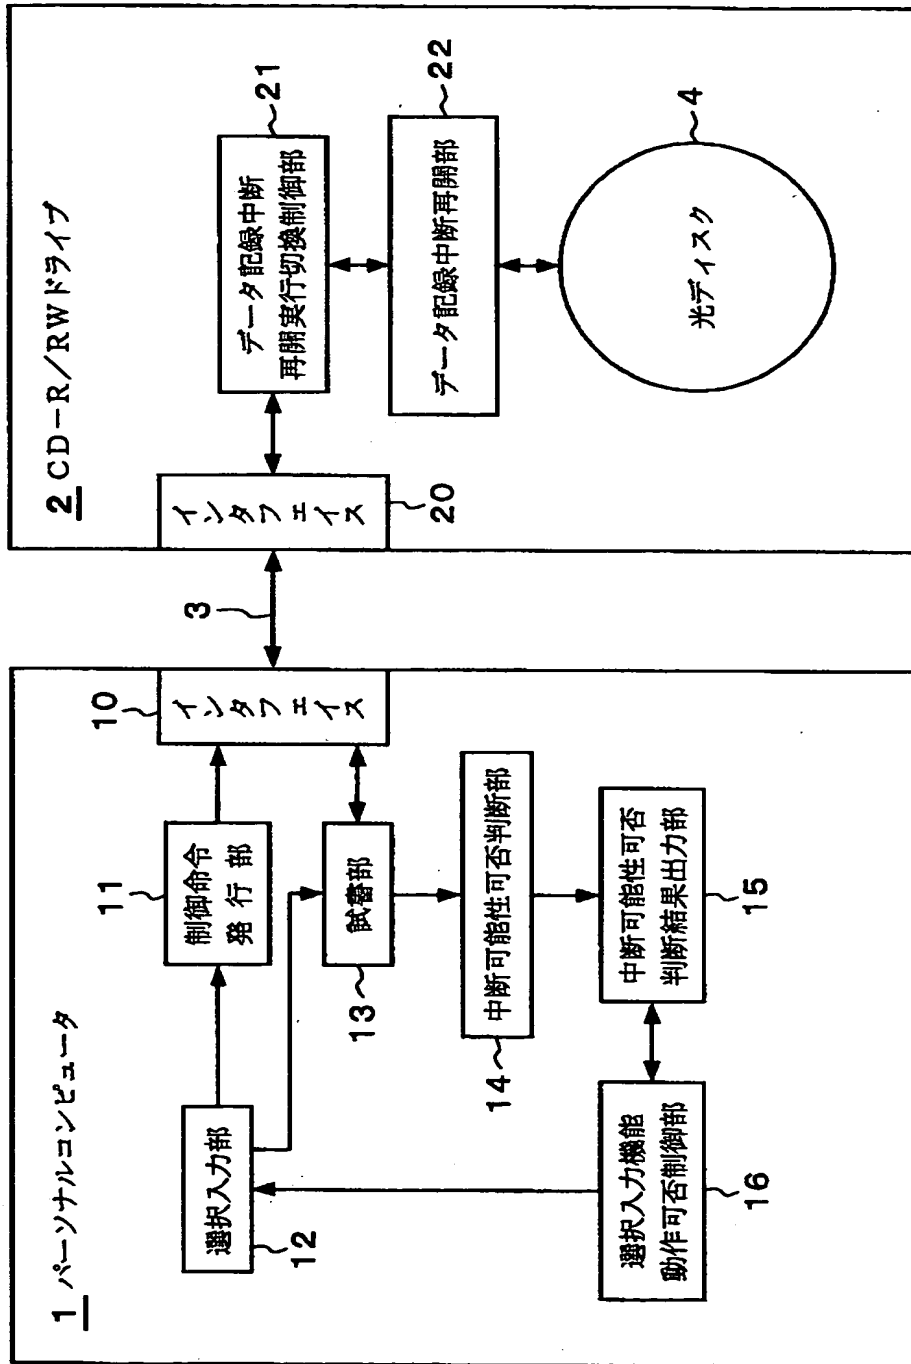 1 パーソナルコンピュータ
選択入力部
12
制御命令
発行部
11
インタフェイス
10
試蓄部
13
中断可能性可否判断部
14
中断可能性可否
判断結果出力部
15
選択入力機能
動作可否制御部
16
3
2 CD-R/RWドライブ
インタフェイス
20
データ記録中断
再開実行切換制御部
21
データ記録中断再開部
22
光ディスク
4